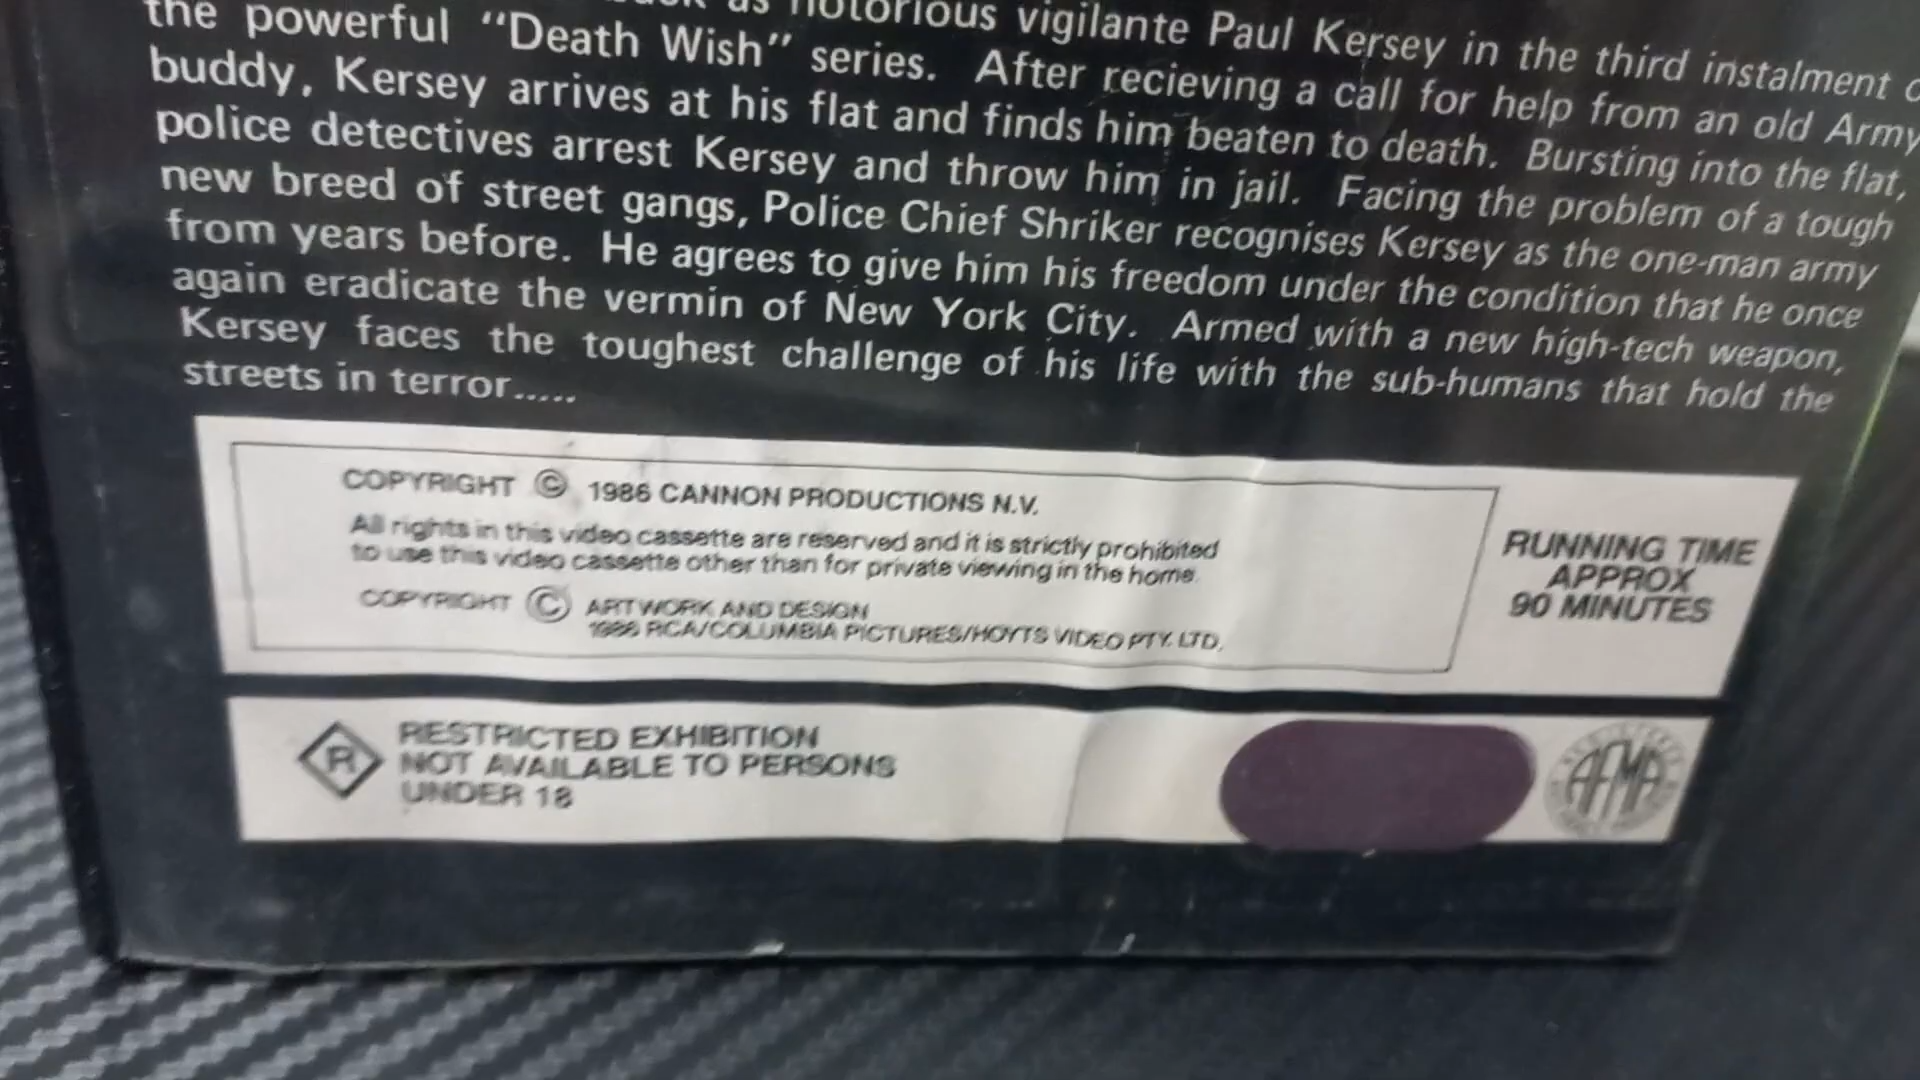 as notorious vigilante Paul Kersey in the third instalment
the powerful "Death Wish" series. After recieving a call for help from an old Army
buddy, Kersey arrives at his flat and finds him beaten to death. Bursting into the flat,
police detectives arrest Kersey and throw him in jail. Facing the problem of a tough
new breed of street gangs, Police Chief Shriker recognises Kersey as the one-man army
from years before. He agrees to give him his freedom under the condition that he once
again eradicate the vermin of New York City. Armed with a new high-tech weapon,
Kersey faces the toughest challenge of his life with the sub-humans that hold the
streets in terror.....
COPYRIGHT © 1986 CANNON PRODUCTIONS N.V.
All rights in this video cassette are reserved and it is strictly prohibited
to use this video cassette other than for private viewing in the home.
COPYRIGHT © ARTWORK AND DESIGN
1986 RCA/COLUMBIA PICTURES/HOYTS VIDEO PTY. LTD.
RUNNING TIME
APPROX
90 MINUTES
R
RESTRICTED EXHIBITION
NOT AVAILABLE TO PERSONS
UNDER 18
AFMA